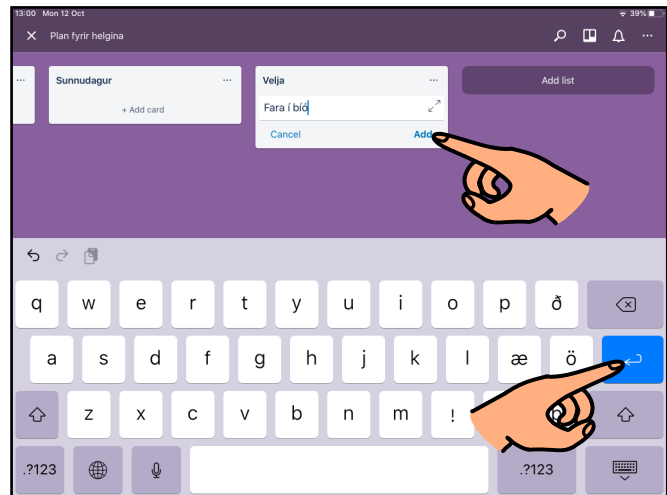 13:00 Mon 12 Oct 39%
Plan fyrir helgina
Sunnudagur
+ Add card
Velja
Fara í bíó
Cancel Add
Add list
q w e r t y u i o p ð
a s d f g h j k l æ ö
z x c v b n m !
.?123 .?123